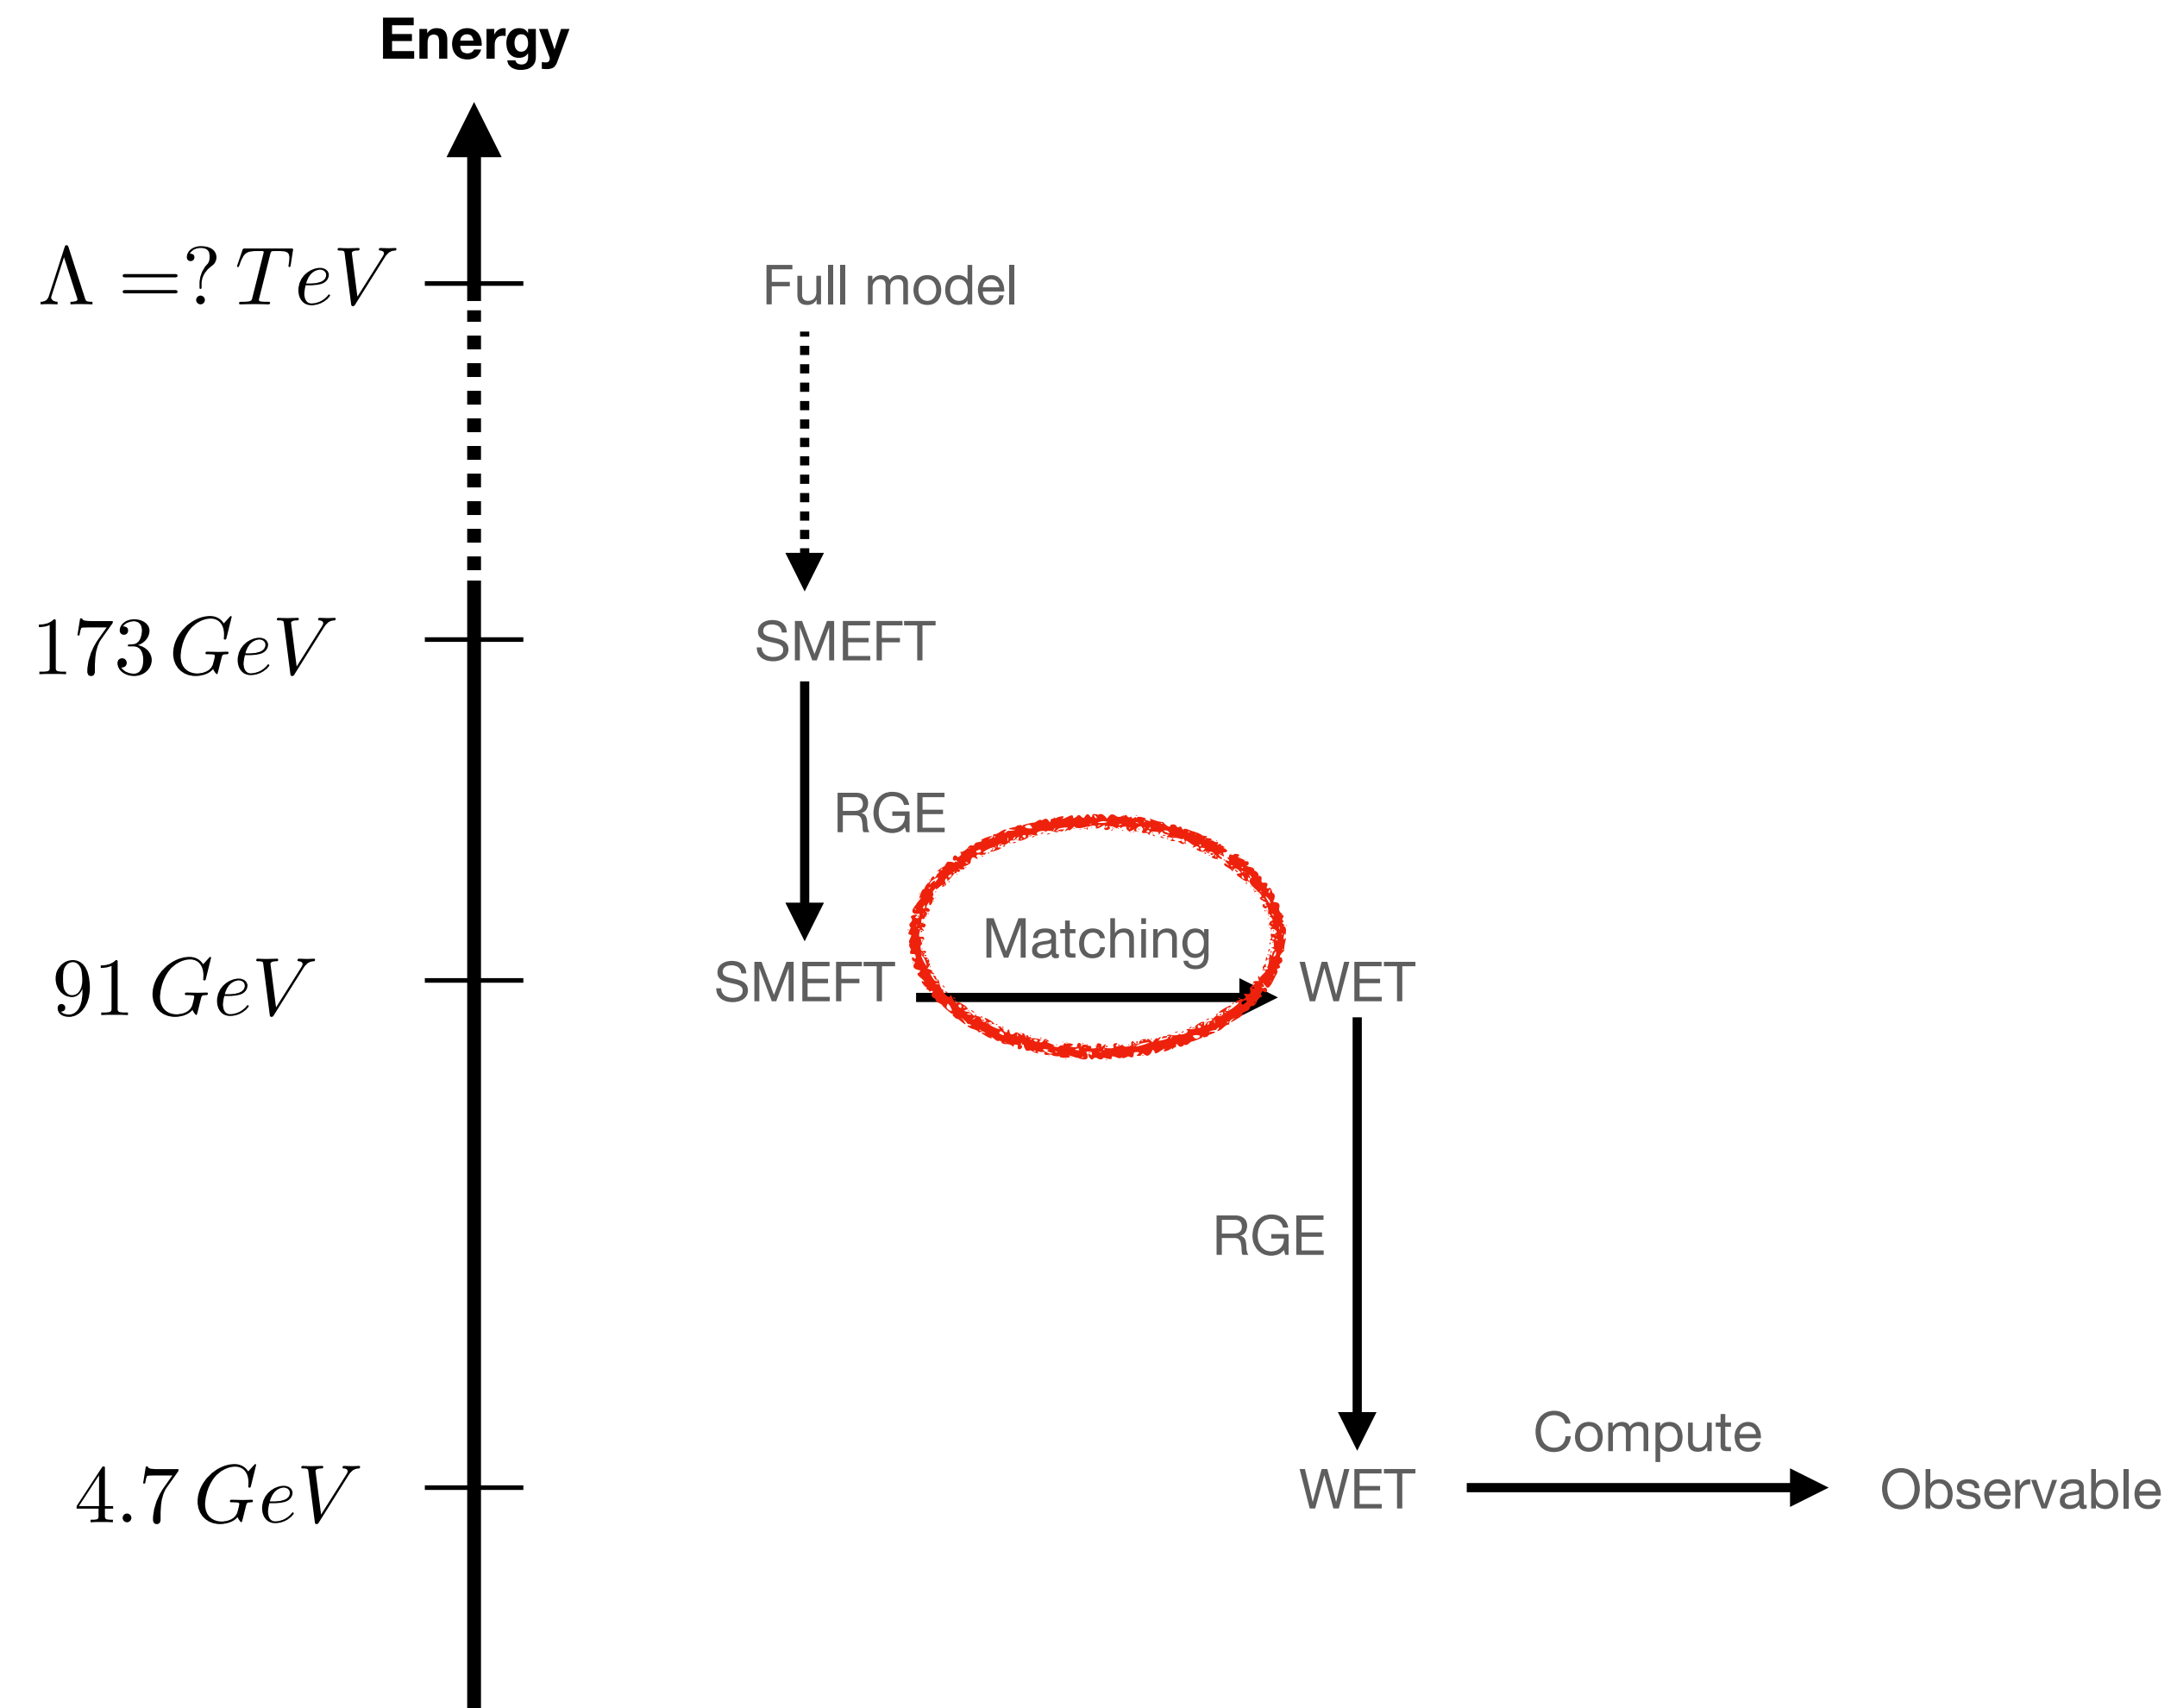 Energy
Λ =? TeV
Full model
173 GeV
SMEFT
RGE
Matching
91 GeV
SMEFT
WET
RGE
Compute
4.7 GeV
WET
Observable